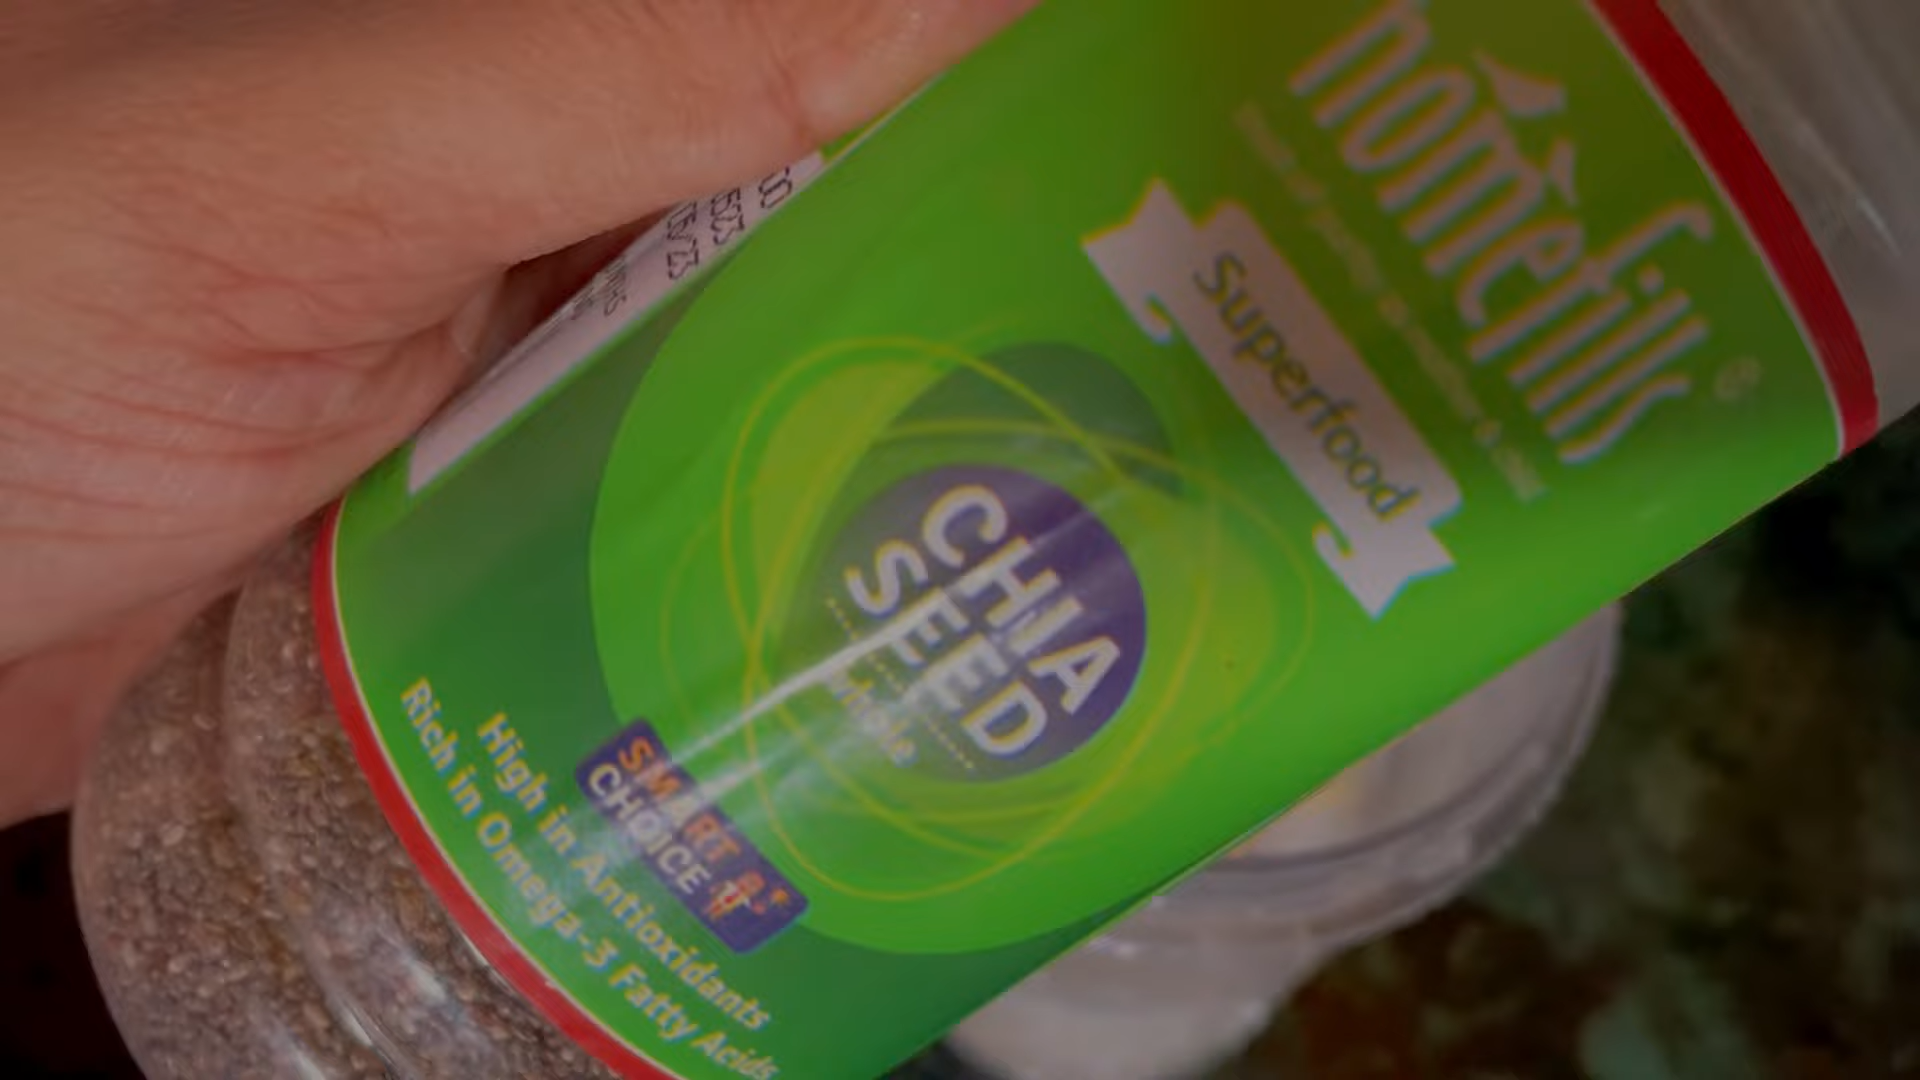 homefills
®
Superfood
CHIA
SEED
whole
SMART
CHOICE
High in Antioxidants
Rich in Omega-3 Fatty Acids